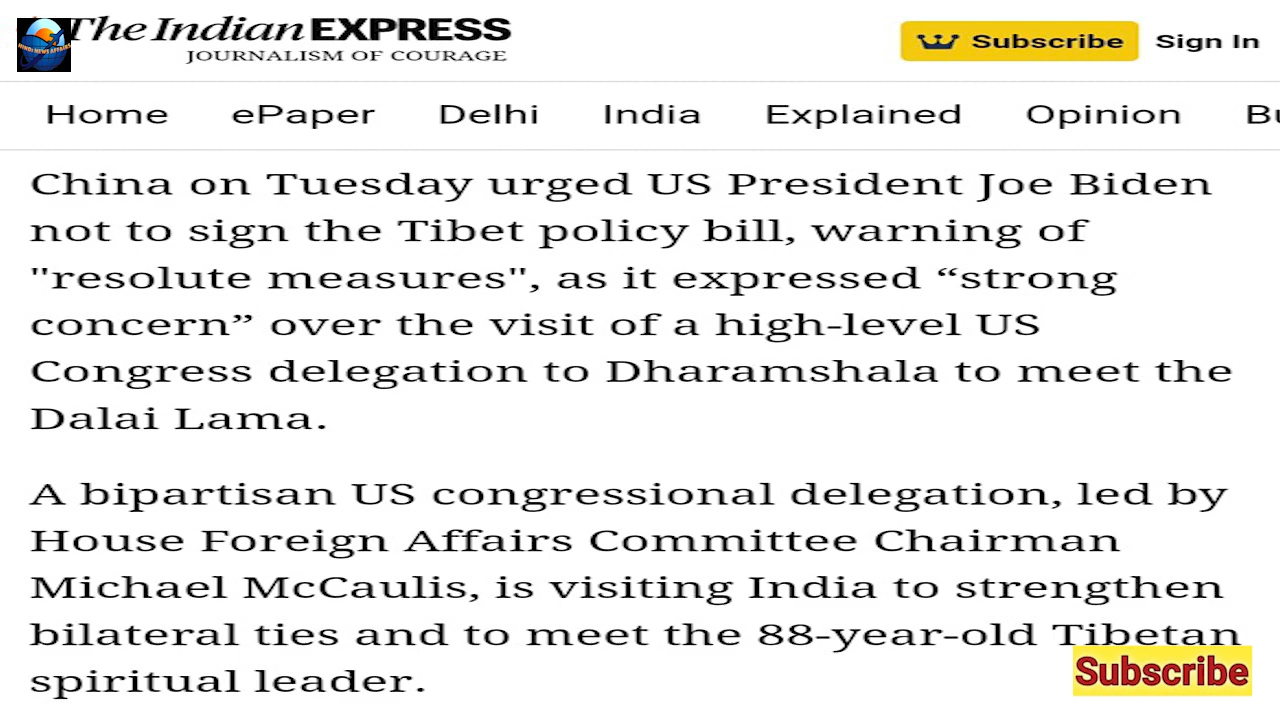 The Indian EXPRESS
JOURNALISM OF COURAGE
HINDI NEWS AFFAIRS
Subscribe Sign In
Home ePaper Delhi India Explained Opinion Bu
China on Tuesday urged US President Joe Biden
not to sign the Tibet policy bill, warning of
"resolute measures", as it expressed “strong
concern” over the visit of a high-level US
Congress delegation to Dharamshala to meet the
Dalai Lama.
A bipartisan US congressional delegation, led by
House Foreign Affairs Committee Chairman
Michael McCaulis, is visiting India to strengthen
bilateral ties and to meet the 88-year-old Tibetan
spiritual leader.
Subscribe